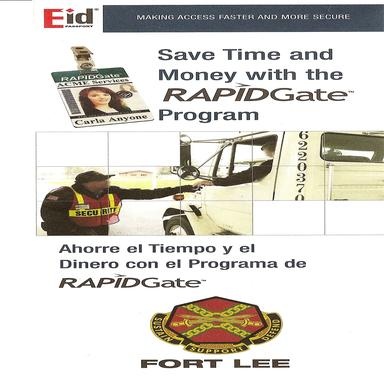 Eid™
PASSPORT
MAKING ACCESS FASTER AND MORE SECURE
Save Time and
Money with the
RAPIDGate™
Program
RAPIDGate
ACME Services
Carla Anyone
SECURITY
6220370
Ahorre el Tiempo y el
Dinero con el Programa de
RAPIDGate™
SUSTAIN SUPPORT DEFEND
FORT LEE